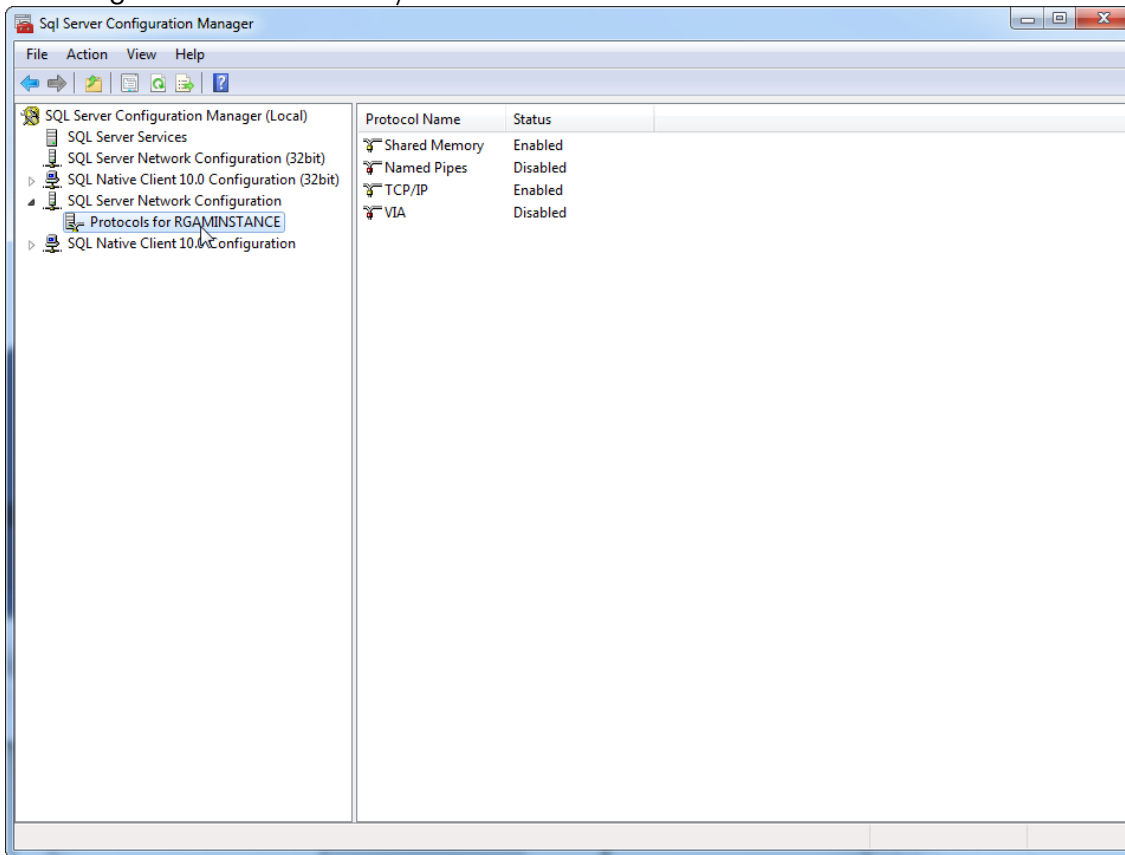 Sql Server Configuration Manager
File Action View Help
SQL Server Configuration Manager (Local)
SQL Server Services
SQL Server Network Configuration (32bit)
SQL Native Client 10.0 Configuration (32bit)
SQL Server Network Configuration
Protocols for RGAMINSTANCE
SQL Native Client 10.0 Configuration
Protocol Name Status
Shared Memory Enabled
Named Pipes Disabled
TCP/IP Enabled
VIA Disabled